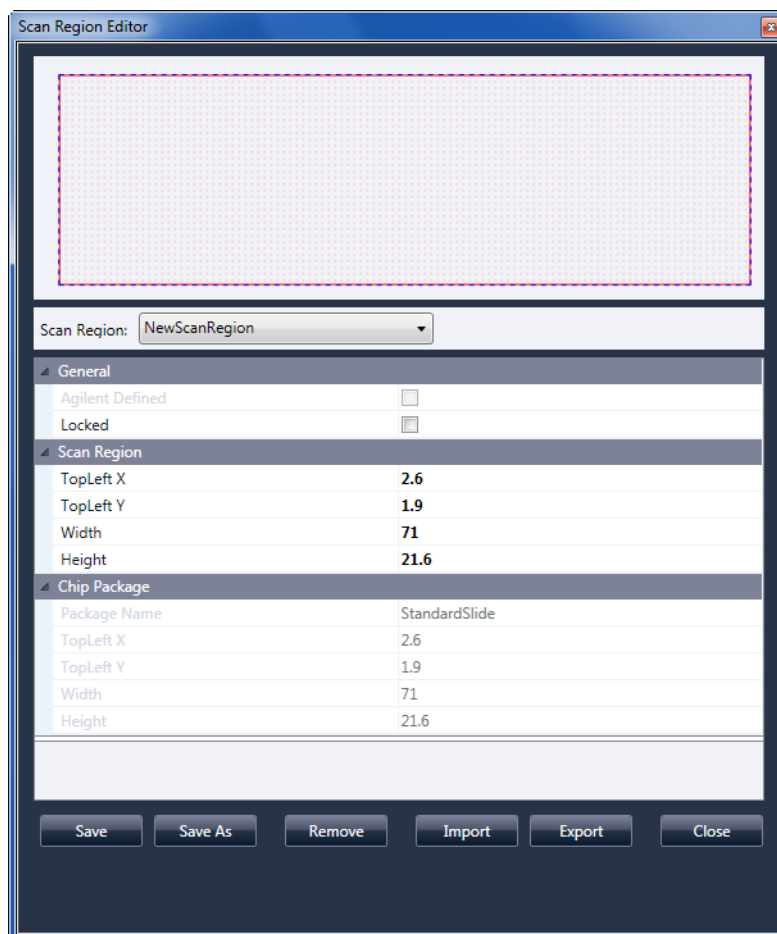 Scan Region Editor
Scan Region: NewScanRegion
General
Agilent Defined
Locked
Scan Region
TopLeft X 2.6
TopLeft Y 1.9
Width 71
Height 21.6
Chip Package
Package Name StandardSlide
TopLeft X 2.6
TopLeft Y 1.9
Width 71
Height 21.6
Save Save As Remove Import Export Close